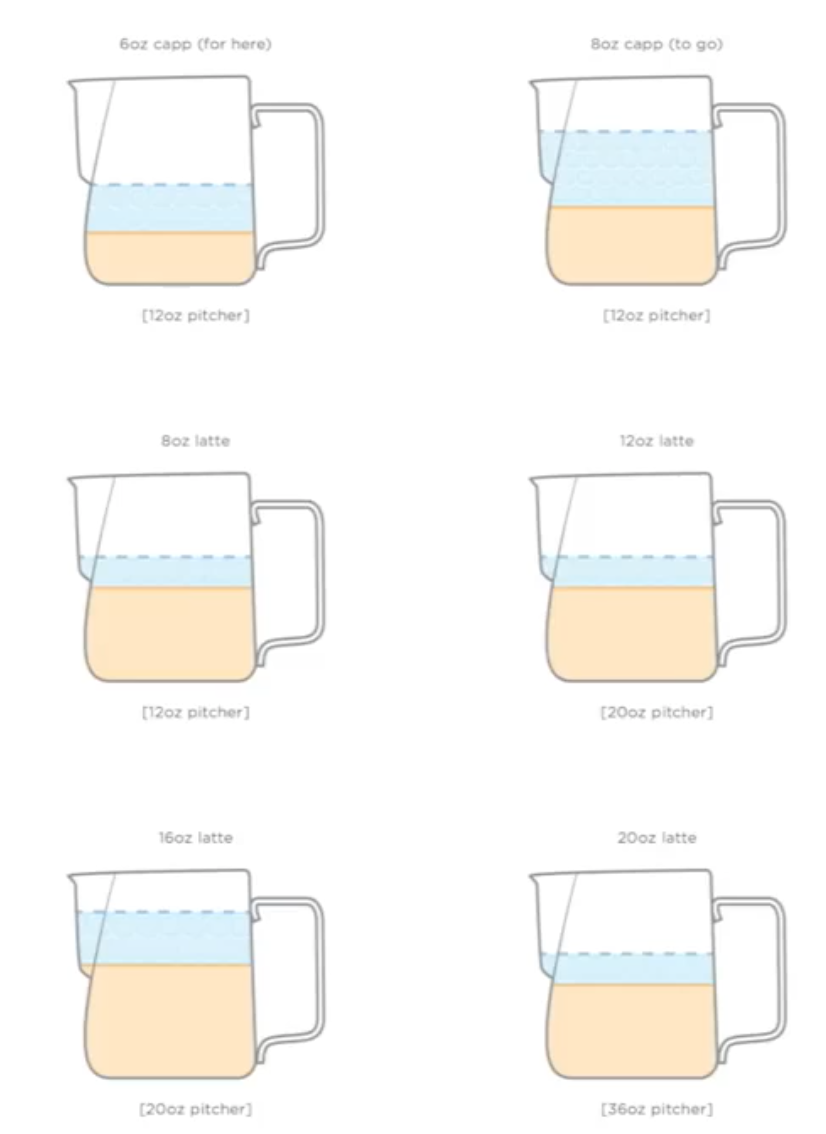 6oz capp (for here)
8oz capp (to go)
[12oz pitcher]
[12oz pitcher]
8oz latte
12oz latte
[12oz pitcher]
[20oz pitcher]
16oz latte
20oz latte
[20oz pitcher]
[36oz pitcher]